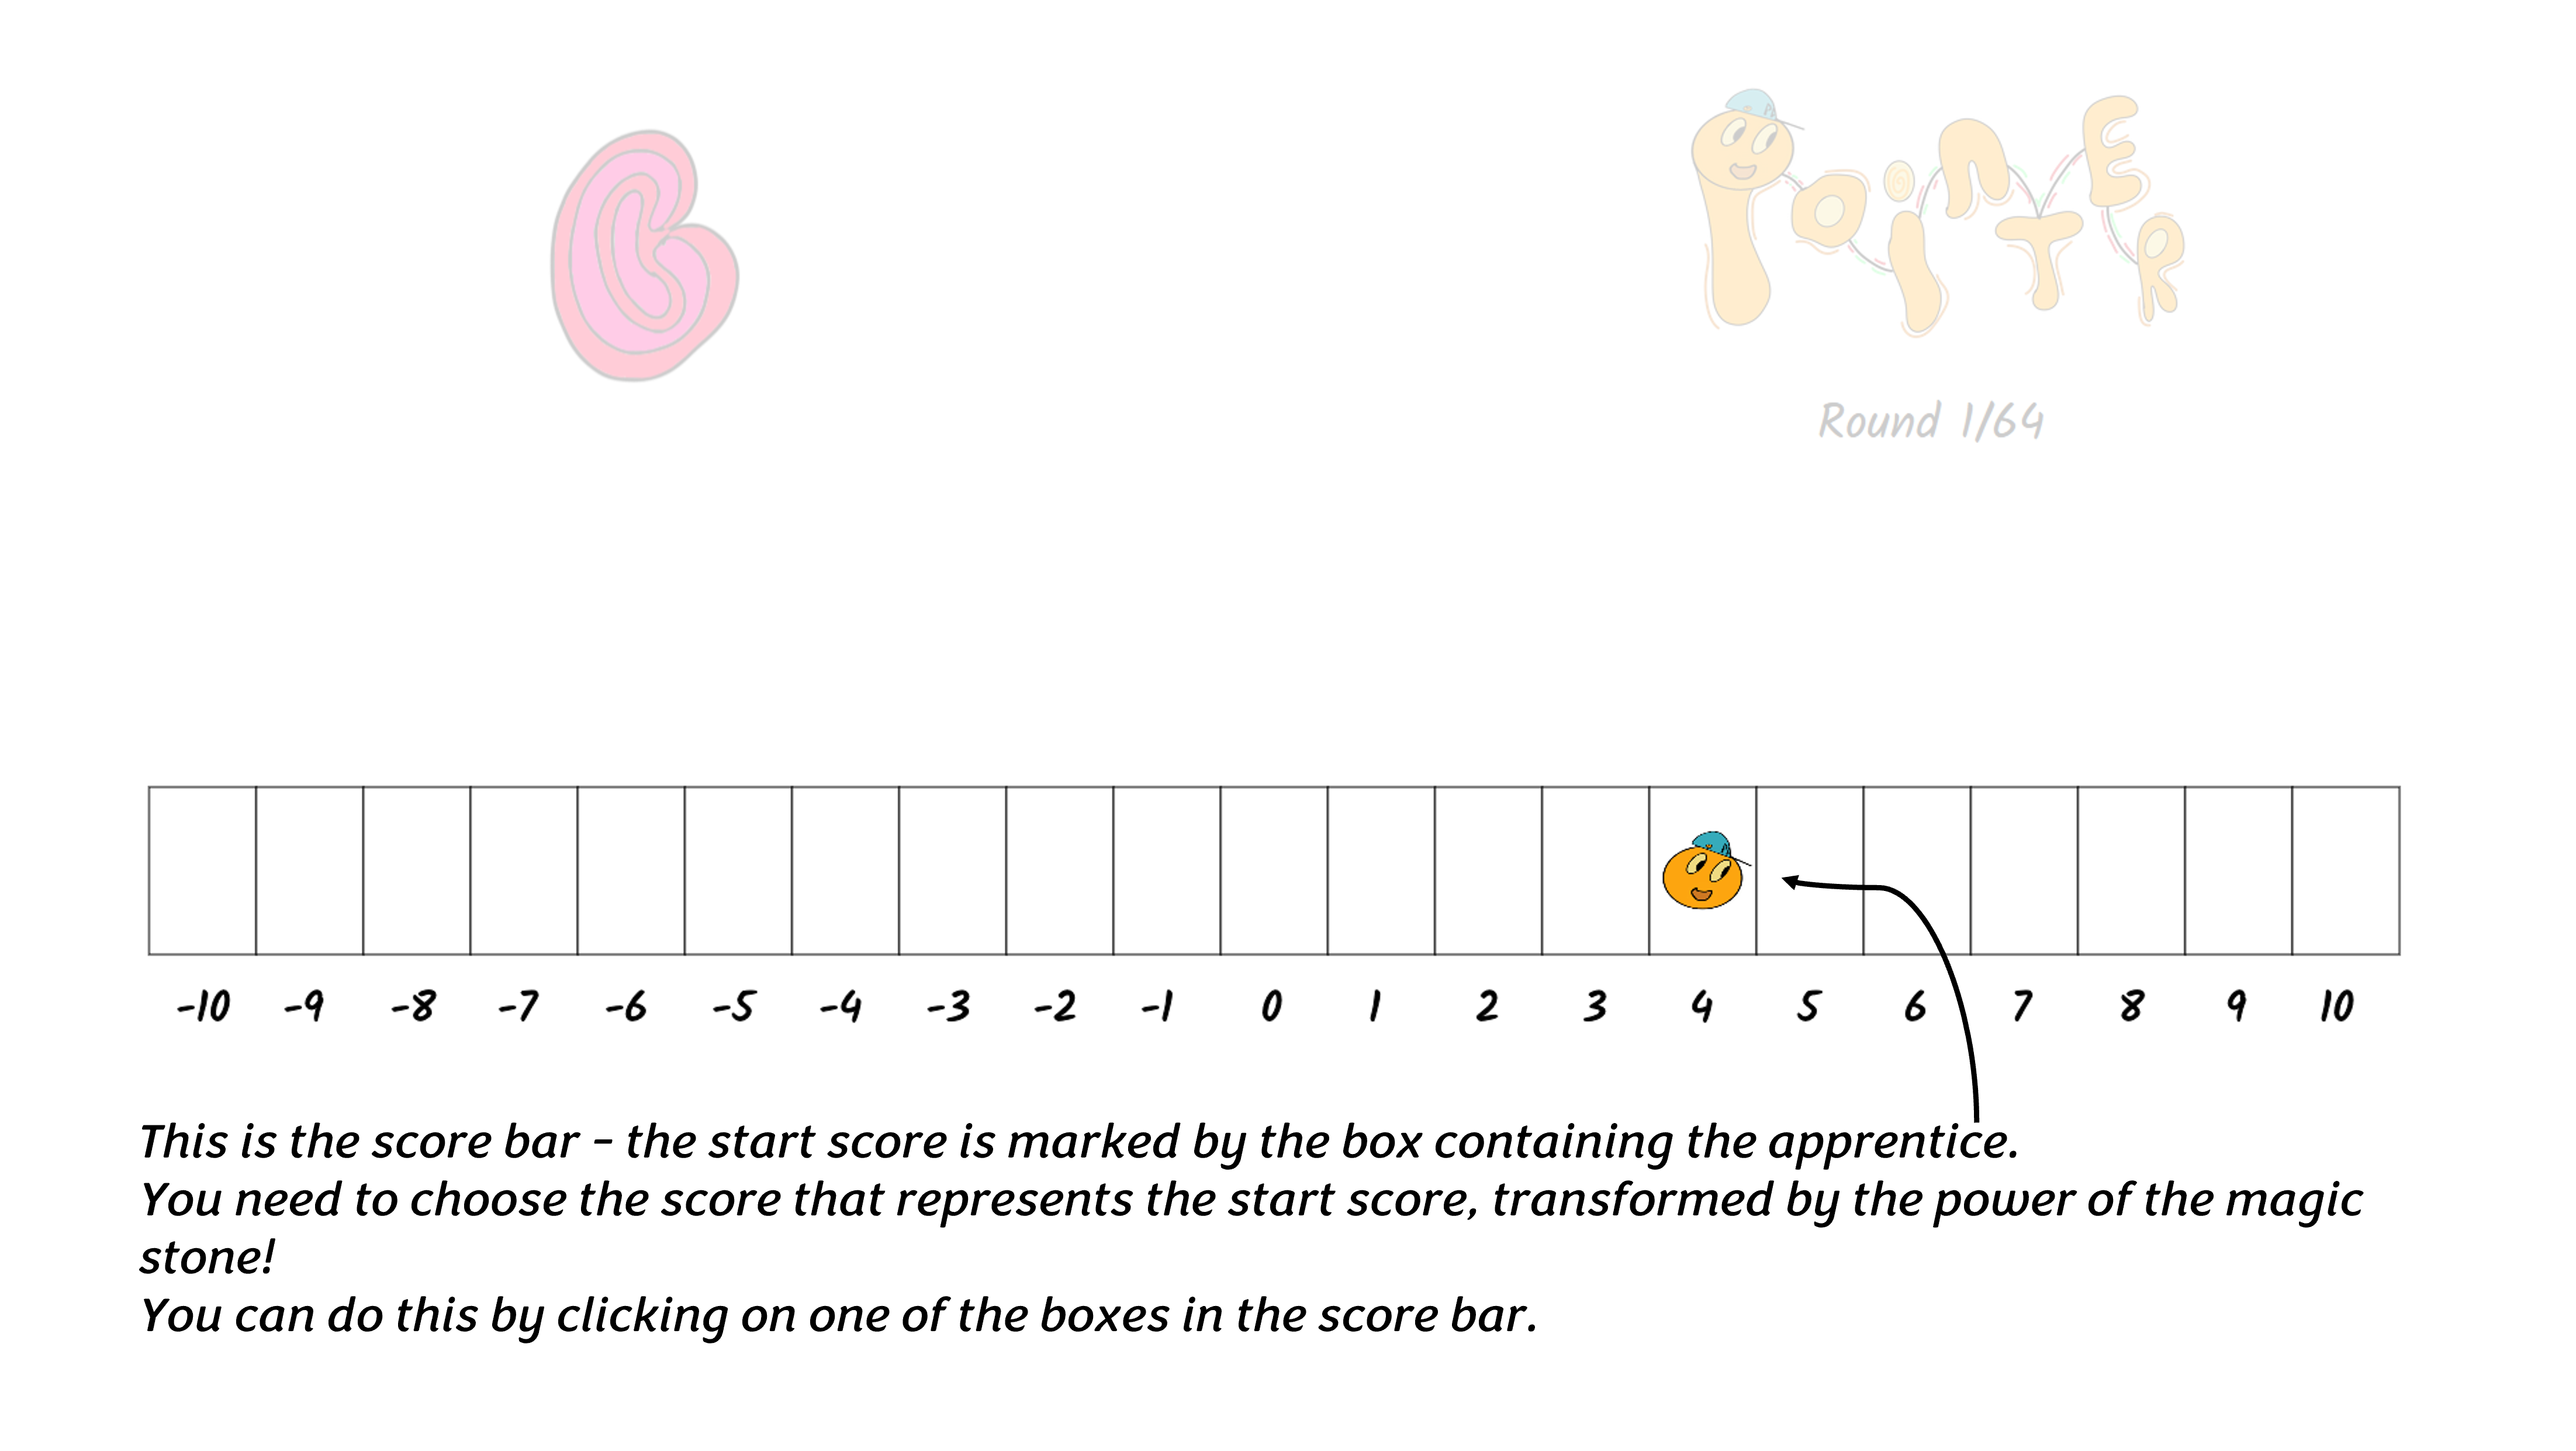 PoinTER
Round 1/64
-10 -9 -8 -7 -6 -5 -4 -3 -2 -1 0 1 2 3 4 5 6 7 8 9 10
This is the score bar – the start score is marked by the box containing the apprentice.
You need to choose the score that represents the start score, transformed by the power of the magic
stone!
You can do this by clicking on one of the boxes in the score bar.